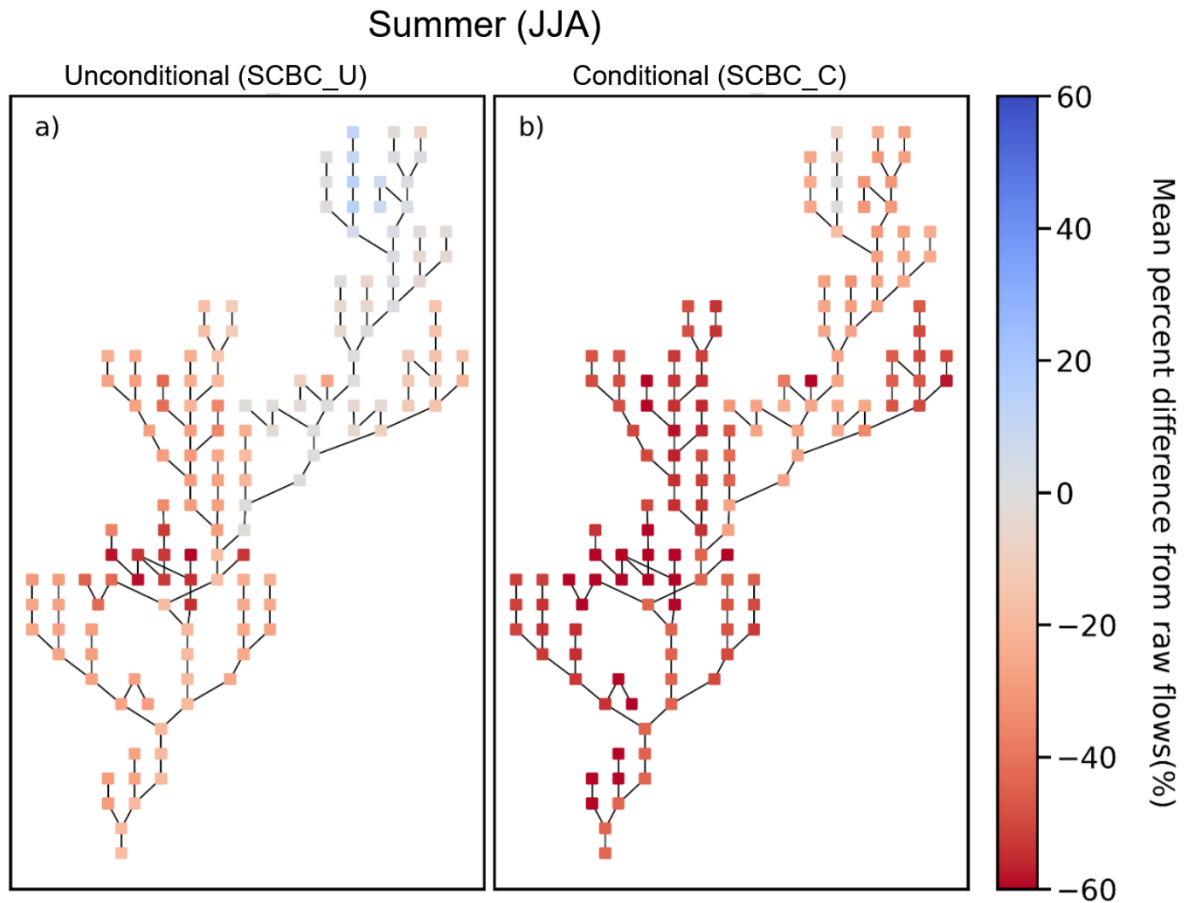 Summer (JJA)
Unconditional (SCBC_U)
Conditional (SCBC_C)
a)
b)
60
40
20
0
−20
−40
−60
Mean percent difference from raw flows(%)